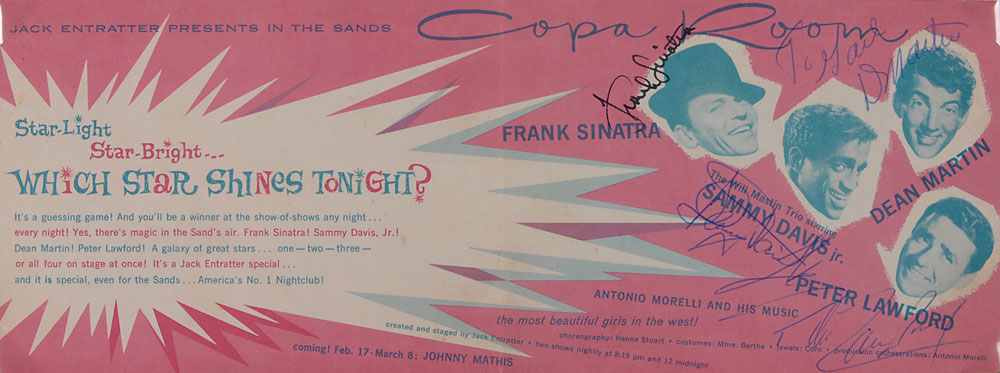 JACK ENTRATTER PRESENTS IN THE SANDS
Copa Room
Star-Light
Star-Bright---
WHICH STAR SHINES TONIGHT?
It's a guessing game! And you'll be a winner at the show-of-shows any night...
every night! Yes, there's magic in the Sand's air. Frank Sinatra! Sammy Davis, Jr.!
Dean Martin! Peter Lawford! A galaxy of great stars... one—two—three—
or all four on stage at once! It's a Jack Entratter special...
and it is special, even for the Sands...America's No. 1 Nightclub!
Frank Sinatra
To Gail
D Martin
FRANK SINATRA
The Will Mastin Trio starring
SAMMY DAVIS jr.
DEAN MARTIN
PETER LAWFORD
ANTONIO MORELLI AND HIS MUSIC
the most beautiful girls in the west!
created and staged by Jack Entratter • choreography: Renne Stuart • costumes: Mme. Berthe • jewels: Coro • production orchestrations: Antonio Morelli
• two shows nightly at 8:15 pm and 12 midnight
coming! Feb. 17-March 8: JOHNNY MATHIS